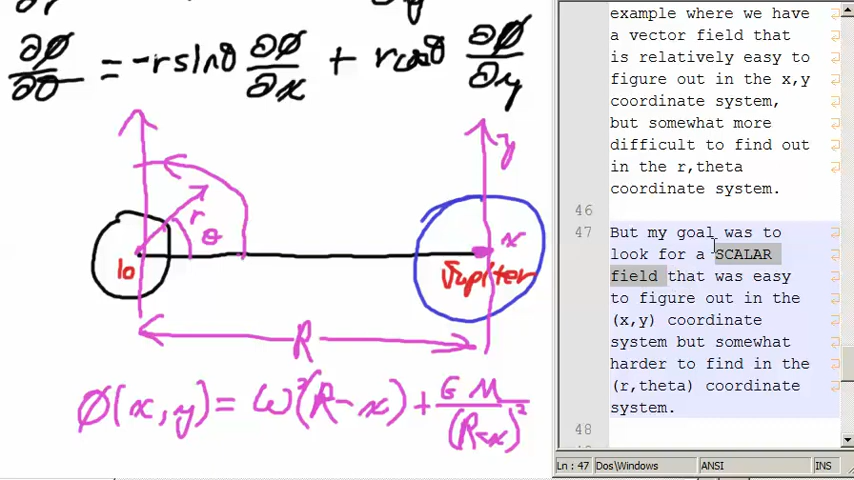 ∂Ø/∂θ = -r sinθ ∂Ø/∂x + r cosθ ∂Ø/∂y
y
r
θ
x
Io
Jupiter
R
Ø(x,y) = ω²(R-x) + GM/(R-x)²
example where we have
a vector field that
is relatively easy to
figure out in the x,y
coordinate system,
but somewhat more
difficult to find out
in the r,theta
coordinate system.
46
47 But my goal was to
look for a SCALAR
field that was easy
to figure out in the
(x,y) coordinate
system but somewhat
harder to find in the
(r,theta) coordinate
system.
48
Ln : 47 Dos\Windows ANSI INS